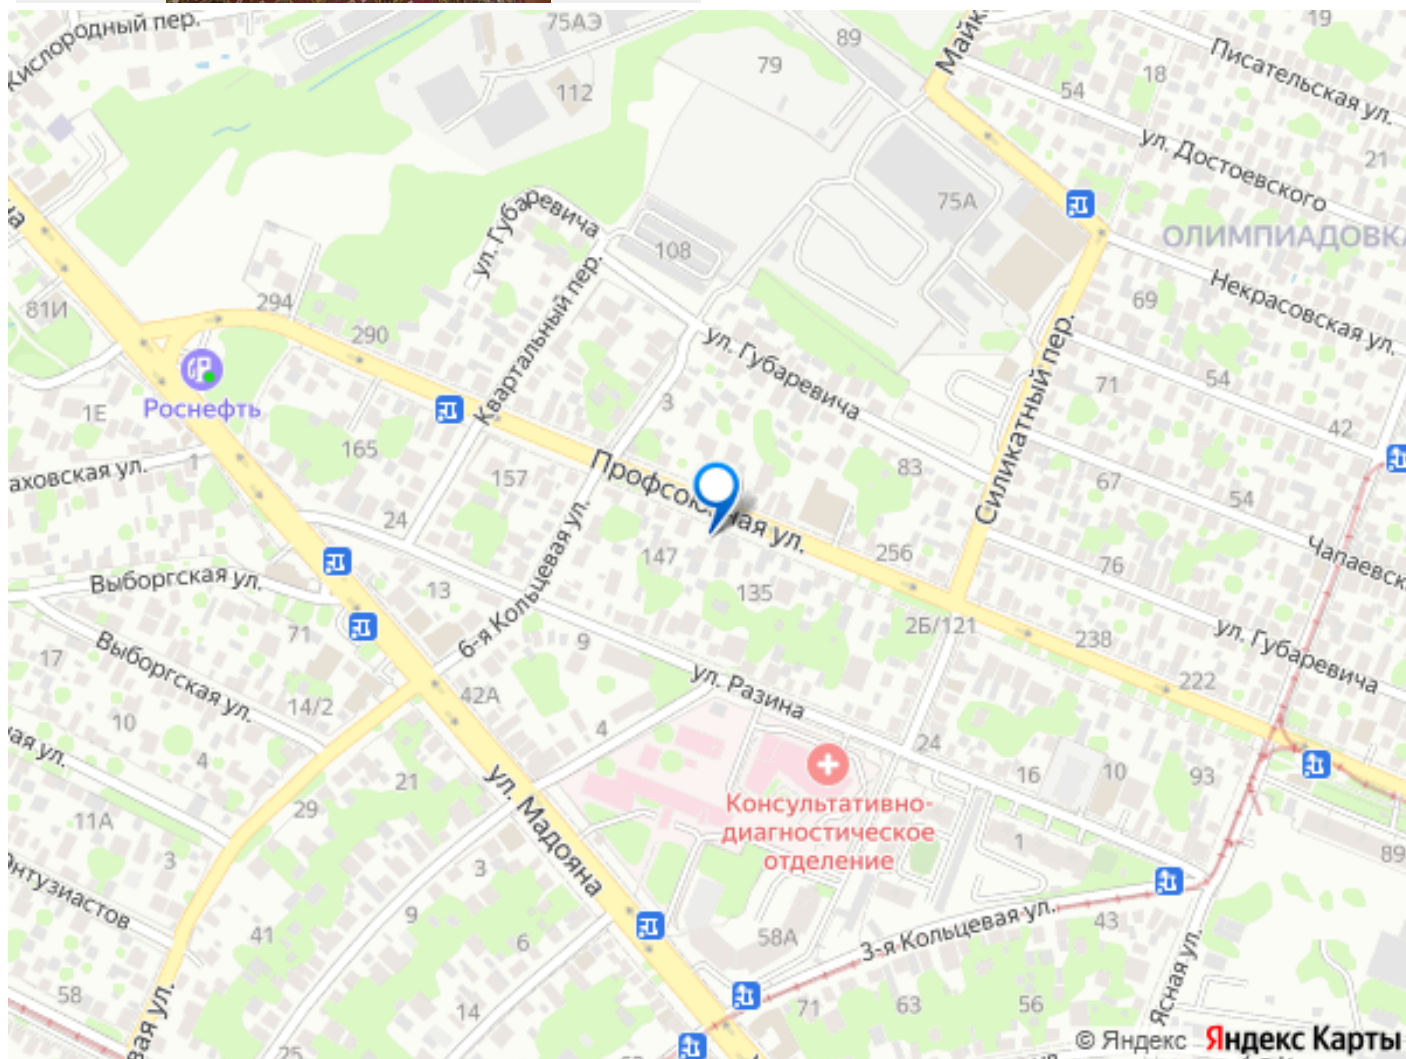 Кислородный пер.
75АЭ
89
Майк
19
Писательская ул.
79
18
54
112
ул. Достоевского
21
75А
ул. Губаревича
ОЛИМПИАДОВКА
108
Квартальный пер.
Некрасовская ул.
81И
294
290
69
ул. Губаревича
Силикатный пер.
Роснефть
1Е
3
71
54
42
аховская ул.
1
165
157
Профсоюзная ул.
83
67
54
24
Чапаевск
147
256
76
Выборгская ул.
13
6-я Кольцевая ул.
135
2Б/121
238
ул. Губаревича
71
9
17
Выборгская ул.
42А
ул. Разина
222
14/2
10
4
ая ул.
4
24
16
10
93
21
ул. Мадояна
Консультативно-
диагностическое
отделение
29
11А
3
3
1
89
нтузиастов
9
41
6
58А
3-я Кольцевая ул.
43
Ясная ул.
58
вая ул.
14
71
63
56
25
© Яндекс Яндекс Карты